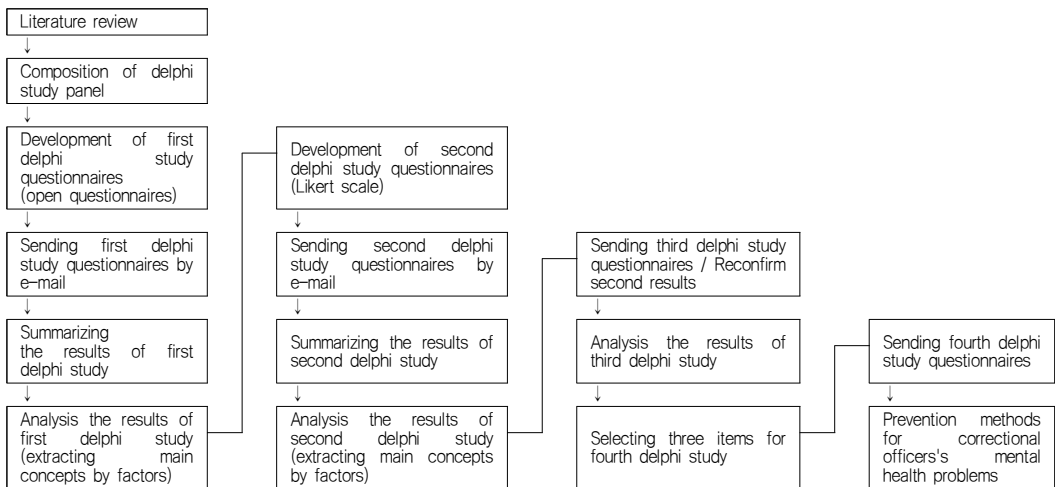 Literature review
↓
Composition of delphi
study panel
↓
Development of first
delphi study
questionnaires
(open questionnaires)
↓
Sending first delphi
study questionnaires by
e-mail
↓
Summarizing
the results of first
delphi study
↓
Analysis the results of
first delphi study
(extracting main
concepts by factors)
Development of second
delphi study questionnaires
(Likert scale)
↓
Sending second delphi
study questionnaires by
e-mail
↓
Summarizing the results of
second delphi study
↓
Analysis the results of
second delphi study
(extracting main concepts
by factors)
Sending third delphi study
questionnaires / Reconfirm
second results
↓
Analysis the results of
third delphi study
↓
Selecting three items for
fourth delphi study
Sending fourth delphi
study questionnaires
↓
Prevention methods
for correctional
officers's mental
health problems